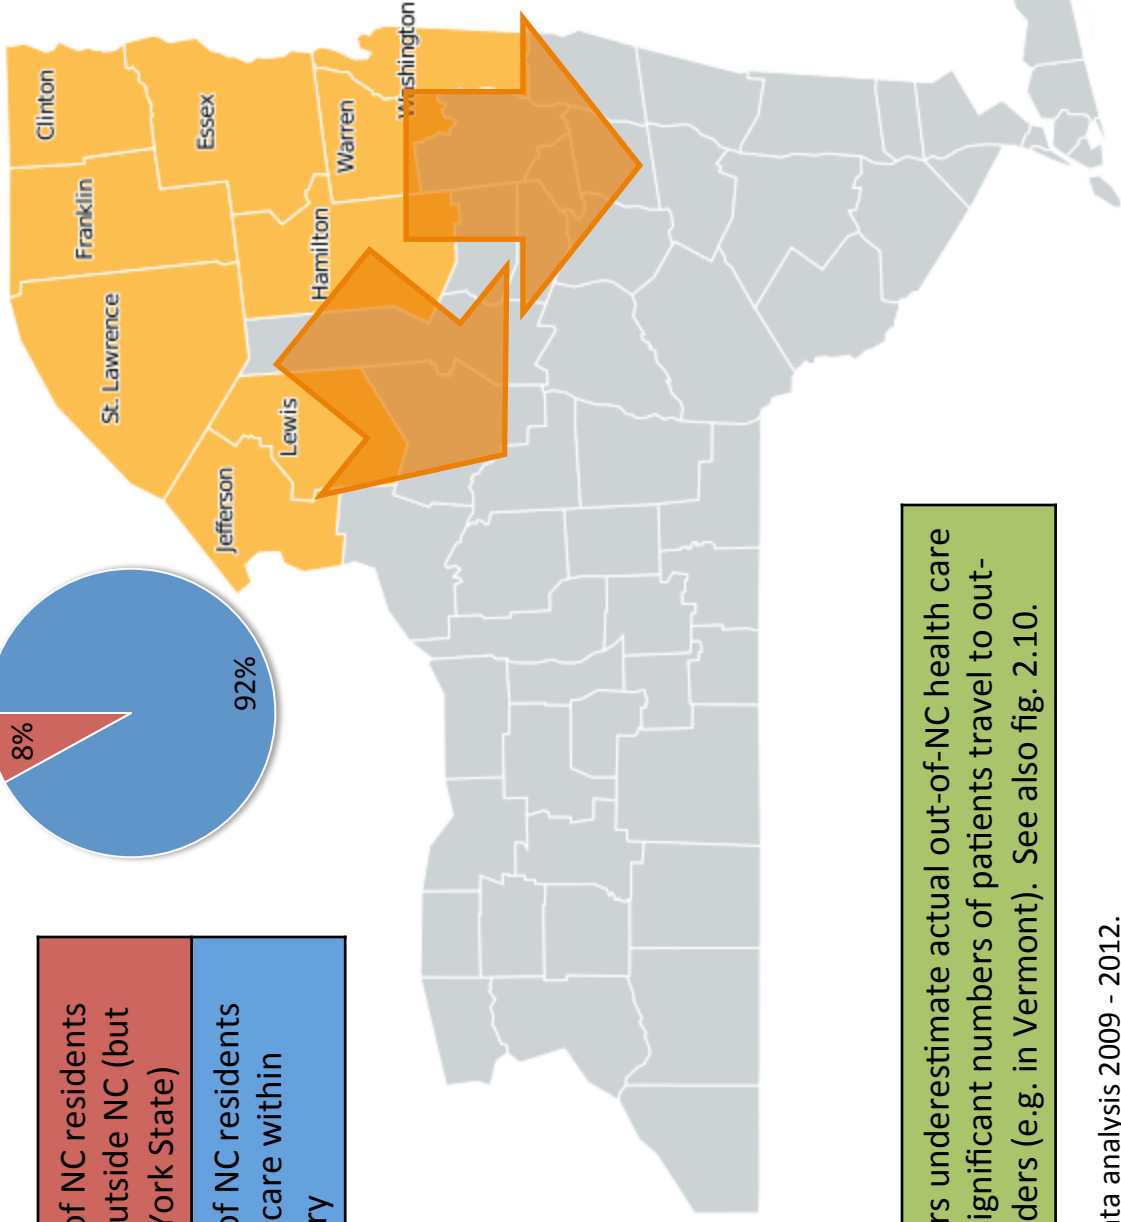 8%
92%
of NC residents
utside NC (but
York State)
of NC residents
care within
ry
Clinton
Franklin
Essex
St. Lawrence
Warren
Washington
Hamilton
Lewis
Jefferson
rs underestimate actual out-of-NC health care
ignificant numbers of patients travel to out-
ders (e.g. in Vermont). See also fig. 2.10.
ata analysis 2009 - 2012.